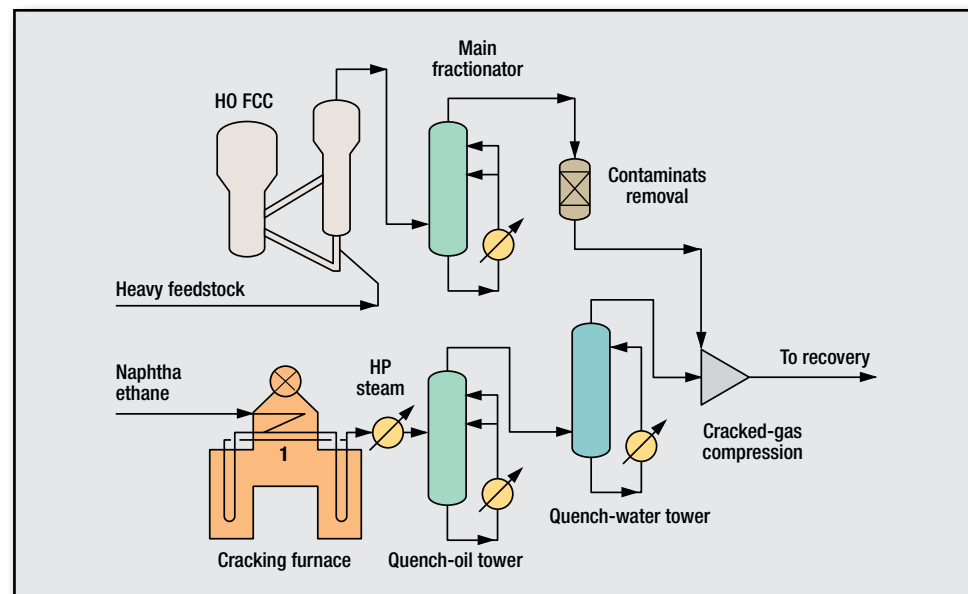 Main
fractionator
HO FCC
Contaminats
removal
Heavy feedstock
Naphtha
ethane
HP
steam
To recovery
1
Cracked-gas
compression
Quench-water tower
Cracking furnace
Quench-oil tower